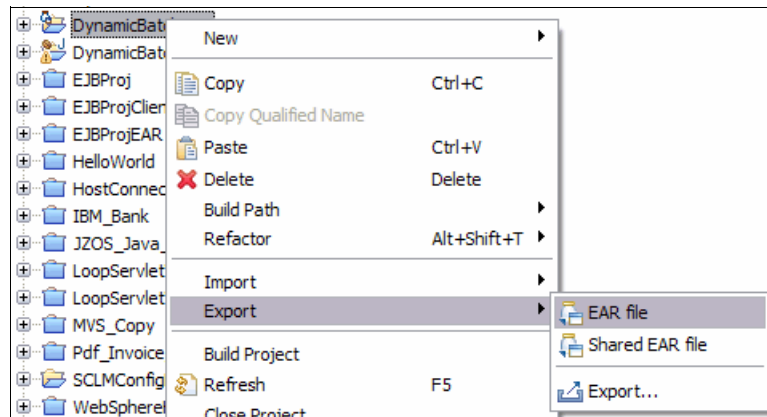 DynamicBat
DynamicBat
EJBProj
EJBProjClien
EJBProjEAR
HelloWorld
HostConnec
IBM_Bank
JZOS_Java_
LoopServlet
LoopServlet
MVS_Copy
Pdf_Invoice
SCLMConfig
WebSphere
New
Copy Ctrl+C
Copy Qualified Name
Paste Ctrl+V
Delete Delete
Build Path
Refactor Alt+Shift+T
Import
Export
Build Project
Refresh F5
Close Project
EAR file
Shared EAR file
Export...